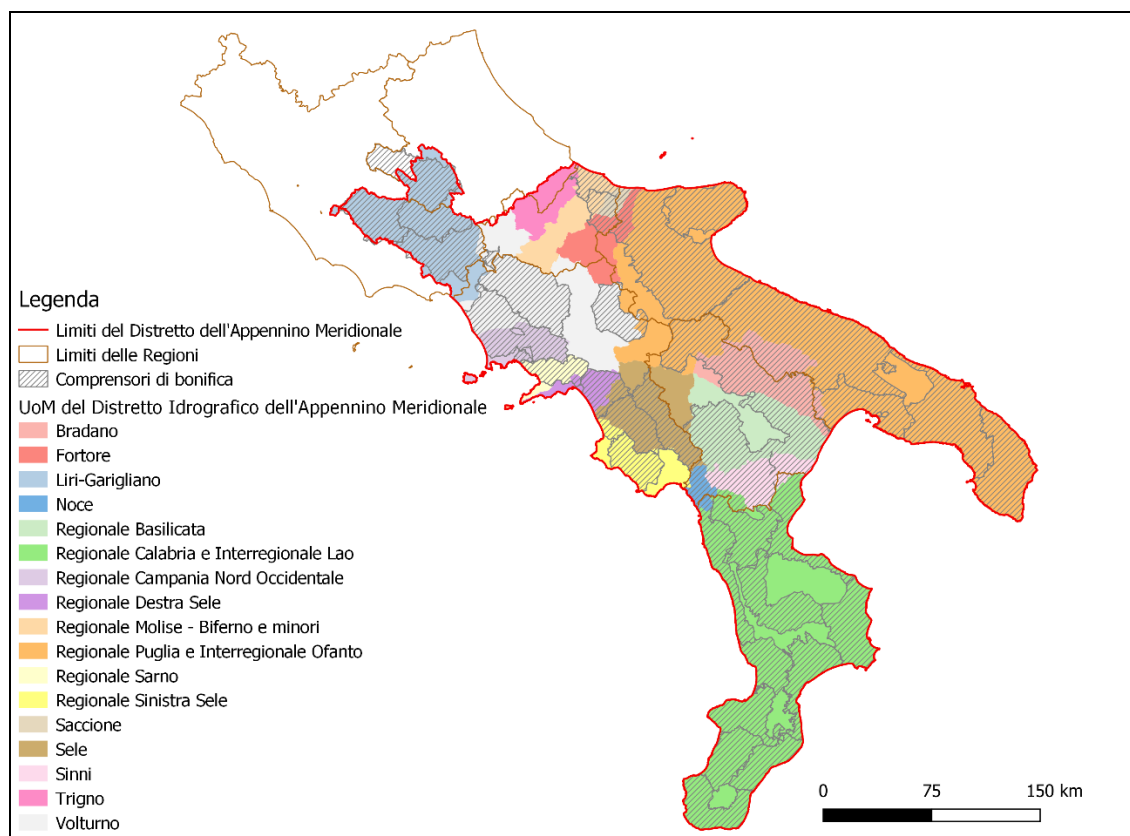 Legenda
Limiti del Distretto dell'Appennino Meridionale
Limiti delle Regioni
Comprensori di bonifica
UoM del Distretto Idrografico dell'Appennino Meridionale
Bradano
Fortore
Liri-Garigliano
Noce
Regionale Basilicata
Regionale Calabria e Interregionale Lao
Regionale Campania Nord Occidentale
Regionale Destra Sele
Regionale Molise - Biferno e minori
Regionale Puglia e Interregionale Ofanto
Regionale Sarno
Regionale Sinistra Sele
Saccione
Sele
Sinni
Trigno
Volturno
0 75 150 km